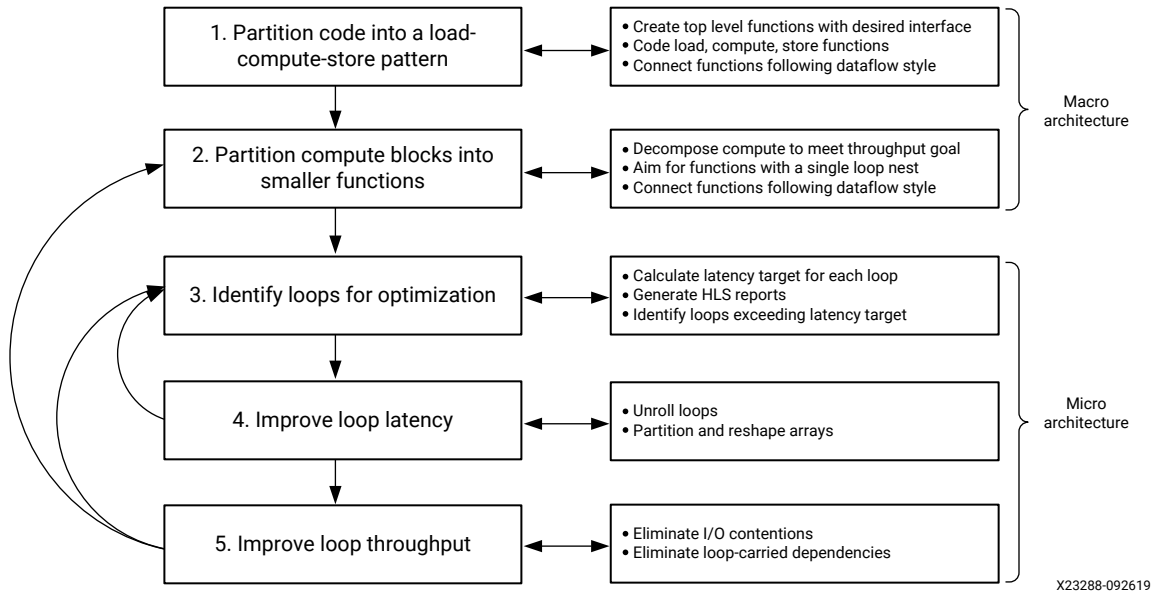 1. Partition code into a load-
compute-store pattern
• Create top level functions with desired interface
• Code load, compute, store functions
• Connect functions following dataflow style
Macro
architecture
2. Partition compute blocks into
smaller functions
• Decompose compute to meet throughput goal
• Aim for functions with a single loop nest
• Connect functions following dataflow style
3. Identify loops for optimization
• Calculate latency target for each loop
• Generate HLS reports
• Identify loops exceeding latency target
4. Improve loop latency
• Unroll loops
• Partition and reshape arrays
Micro
architecture
5. Improve loop throughput
• Eliminate I/O contentions
• Eliminate loop-carried dependencies
X23288-092619